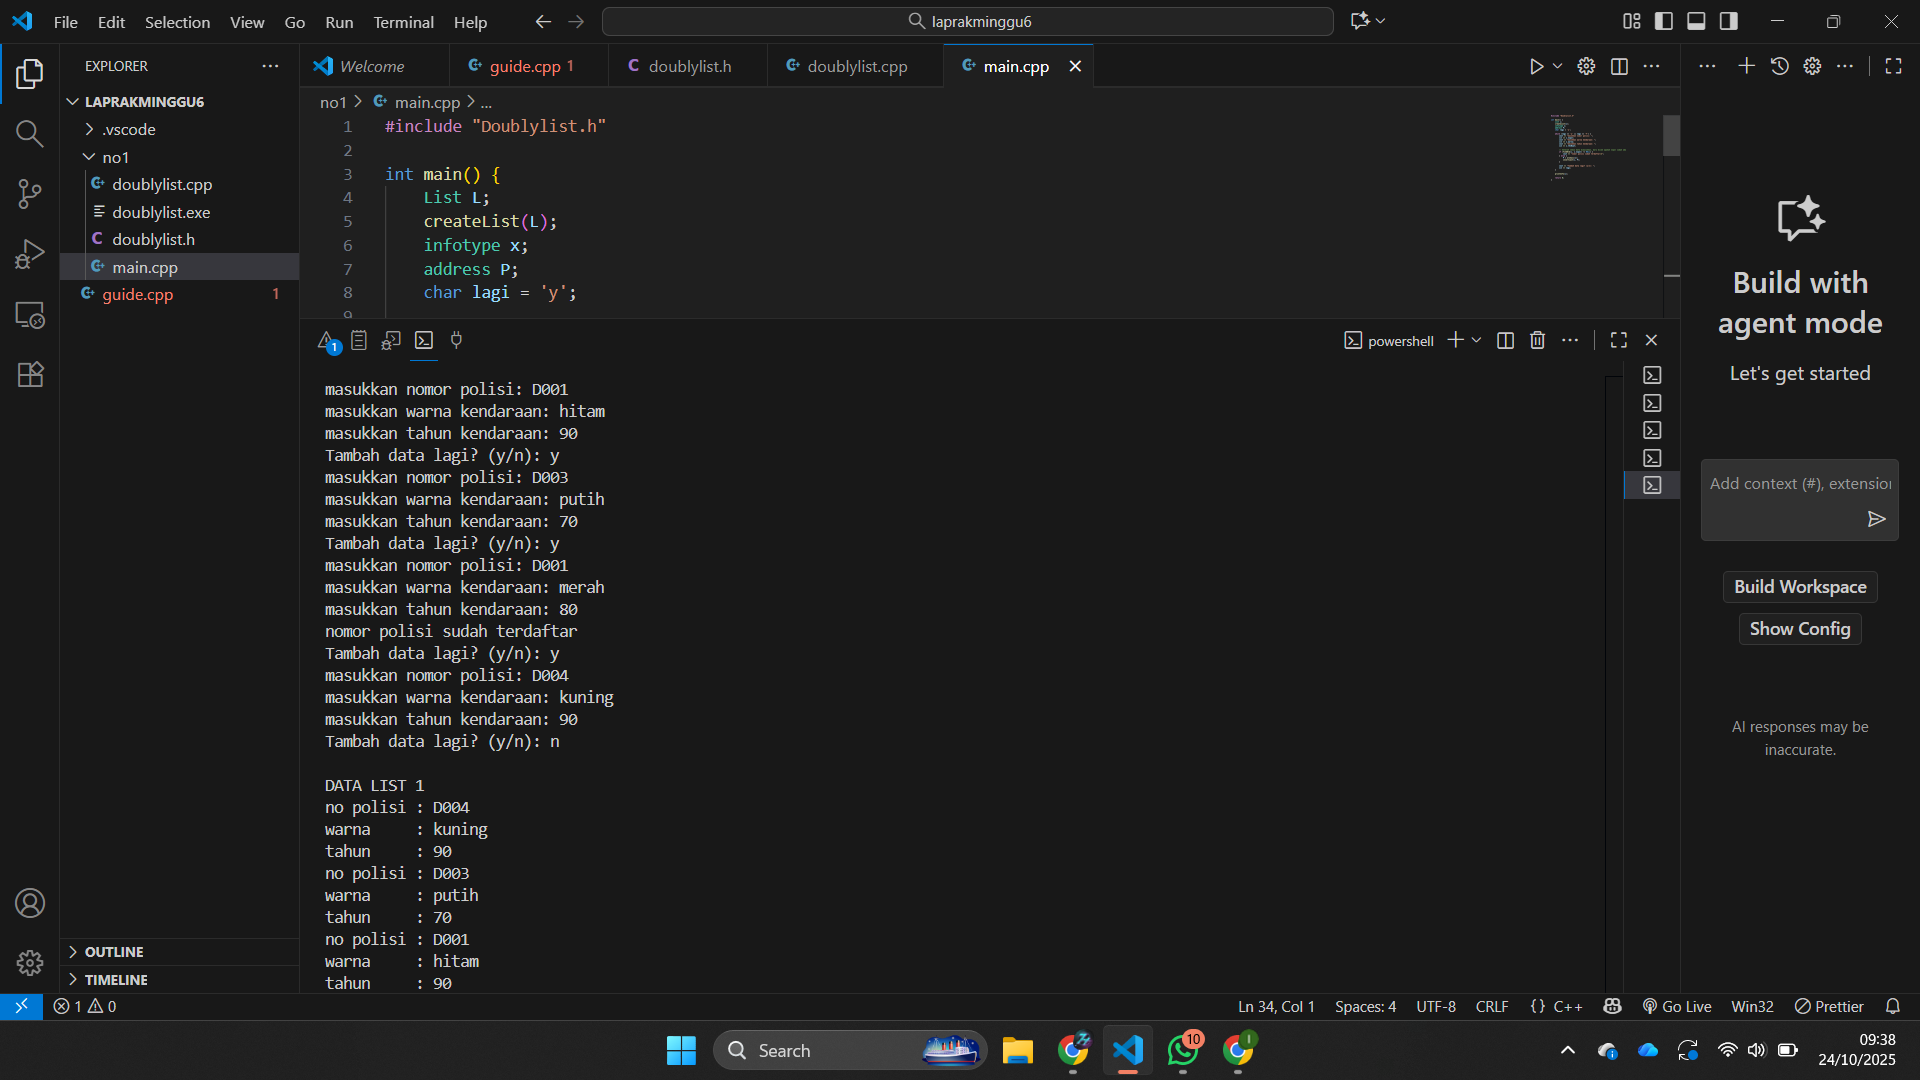 File Edit Selection View Go Run Terminal Help
laprakminggu6
EXPLORER
LAPRAKMINGGU6
.vscode
no1
doublylist.cpp
doublylist.exe
doublylist.h
main.cpp
guide.cpp 1
OUTLINE
TIMELINE
Welcome guide.cpp 1 doublylist.h doublylist.cpp main.cpp
no1 > main.cpp > ...
1 #include "Doublylist.h"
2
3 int main() {
4 List L;
5 createList(L);
6 infotype x;
7 address P;
8 char lagi = 'y';
9
1
powershell
masukkan nomor polisi: D001
masukkan warna kendaraan: hitam
masukkan tahun kendaraan: 90
Tambah data lagi? (y/n): y
masukkan nomor polisi: D003
masukkan warna kendaraan: putih
masukkan tahun kendaraan: 70
Tambah data lagi? (y/n): y
masukkan nomor polisi: D001
masukkan warna kendaraan: merah
masukkan tahun kendaraan: 80
nomor polisi sudah terdaftar
Tambah data lagi? (y/n): y
masukkan nomor polisi: D004
masukkan warna kendaraan: kuning
masukkan tahun kendaraan: 90
Tambah data lagi? (y/n): n
DATA LIST 1
no polisi : D004
warna : kuning
tahun : 90
no polisi : D003
warna : putih
tahun : 70
no polisi : D001
warna : hitam
tahun : 90
Build with
agent mode
Let's get started
Add context (#), extension
Build Workspace
Show Config
AI responses may be
inaccurate.
1 0 Ln 34, Col 1 Spaces: 4 UTF-8 CRLF {} C++ Go Live Win32 Prettier
Search
10
09:38
24/10/2025